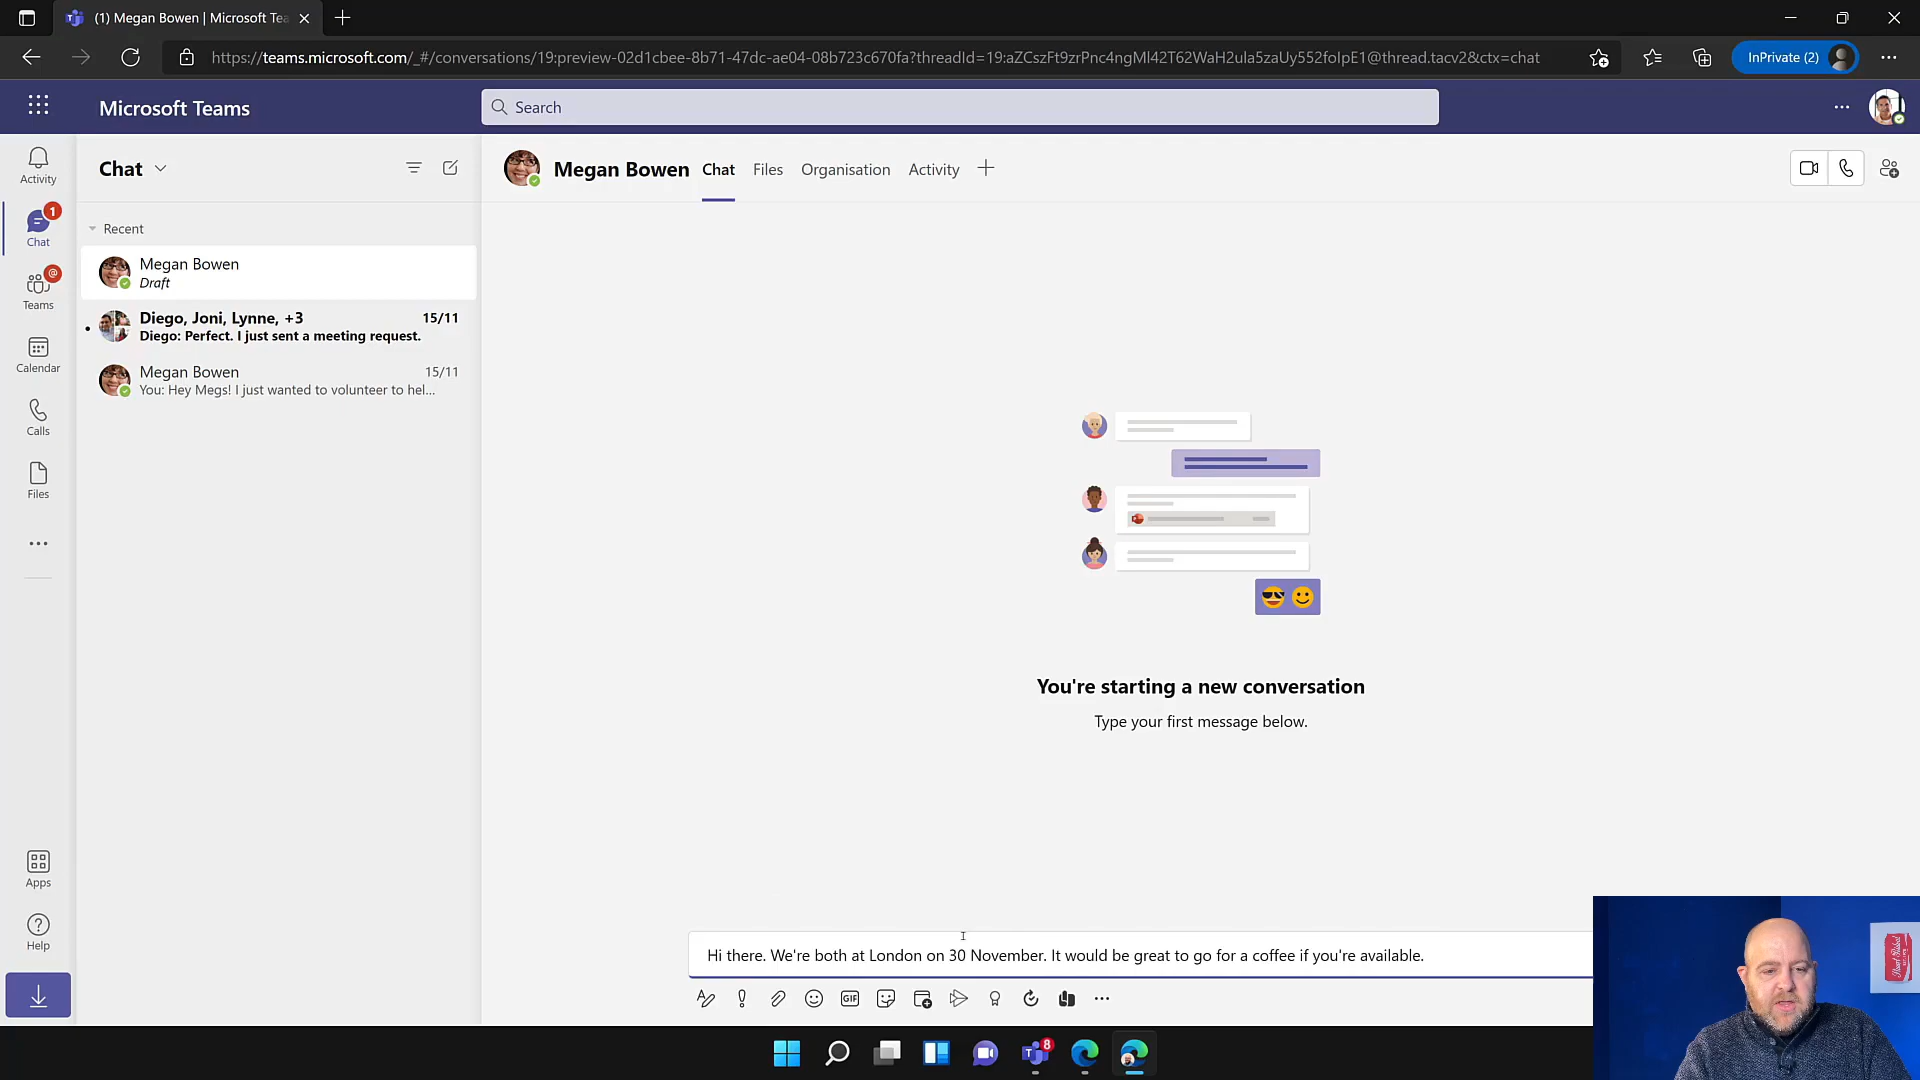 (1) Megan Bowen | Microsoft Tea
https://teams.microsoft.com/_#/conversations/19:preview-02d1cbee-8b71-47dc-ae04-08b723c670fa?threadId=19:aZCszFt9zrPnc4ngMl42T62WaH2ula5zaUy552folpE1@thread.tacv2&ctx=chat
InPrivate (2)
Microsoft Teams
Search
Activity
1
Chat
@
Teams
Calendar
Calls
Files
Apps
Help
Chat
Recent
Megan Bowen
Draft
Diego, Joni, Lynne, +3 15/11
Diego: Perfect. I just sent a meeting request.
Megan Bowen 15/11
You: Hey Megs! I just wanted to volunteer to hel...
Megan Bowen Chat Files Organisation Activity
You're starting a new conversation
Type your first message below.
Hi there. We're both at London on 30 November. It would be great to go for a coffee if you're available.
GIF
8